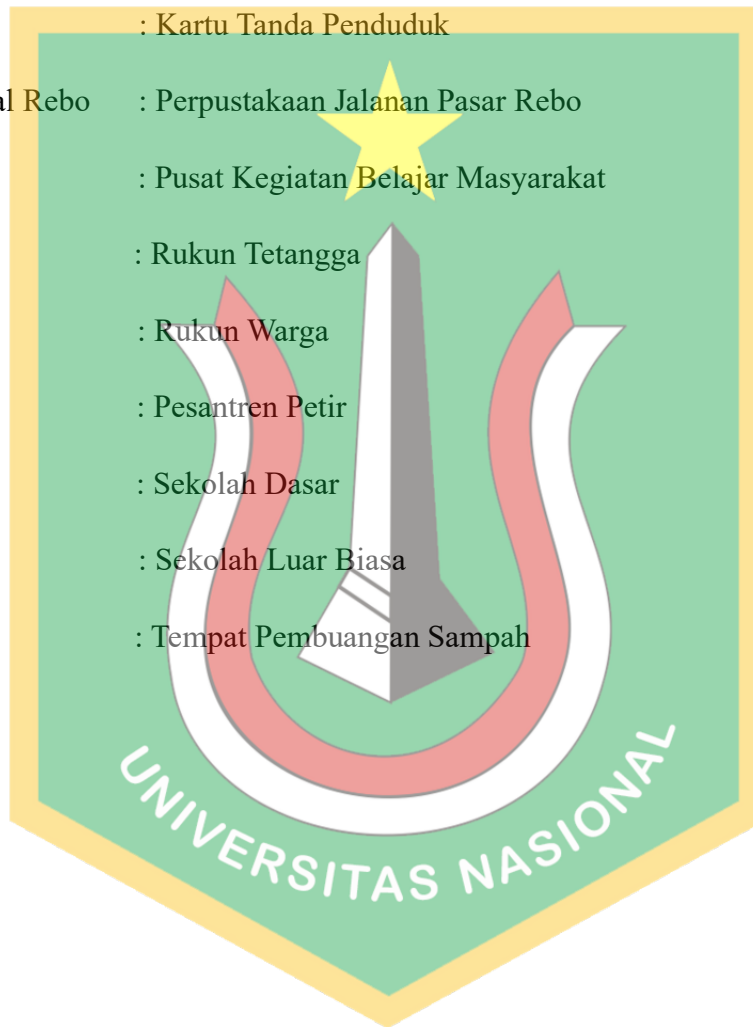 : Kartu Tanda Penduduk
al Rebo : Perpustakaan Jalanan Pasar Rebo
: Pusat Kegiatan Belajar Masyarakat
: Rukun Tetangga
: Rukun Warga
: Pesantren Petir
: Sekolah Dasar
: Sekolah Luar Biasa
: Tempat Pembuangan Sampah
UNIVERSITAS NASIONAL